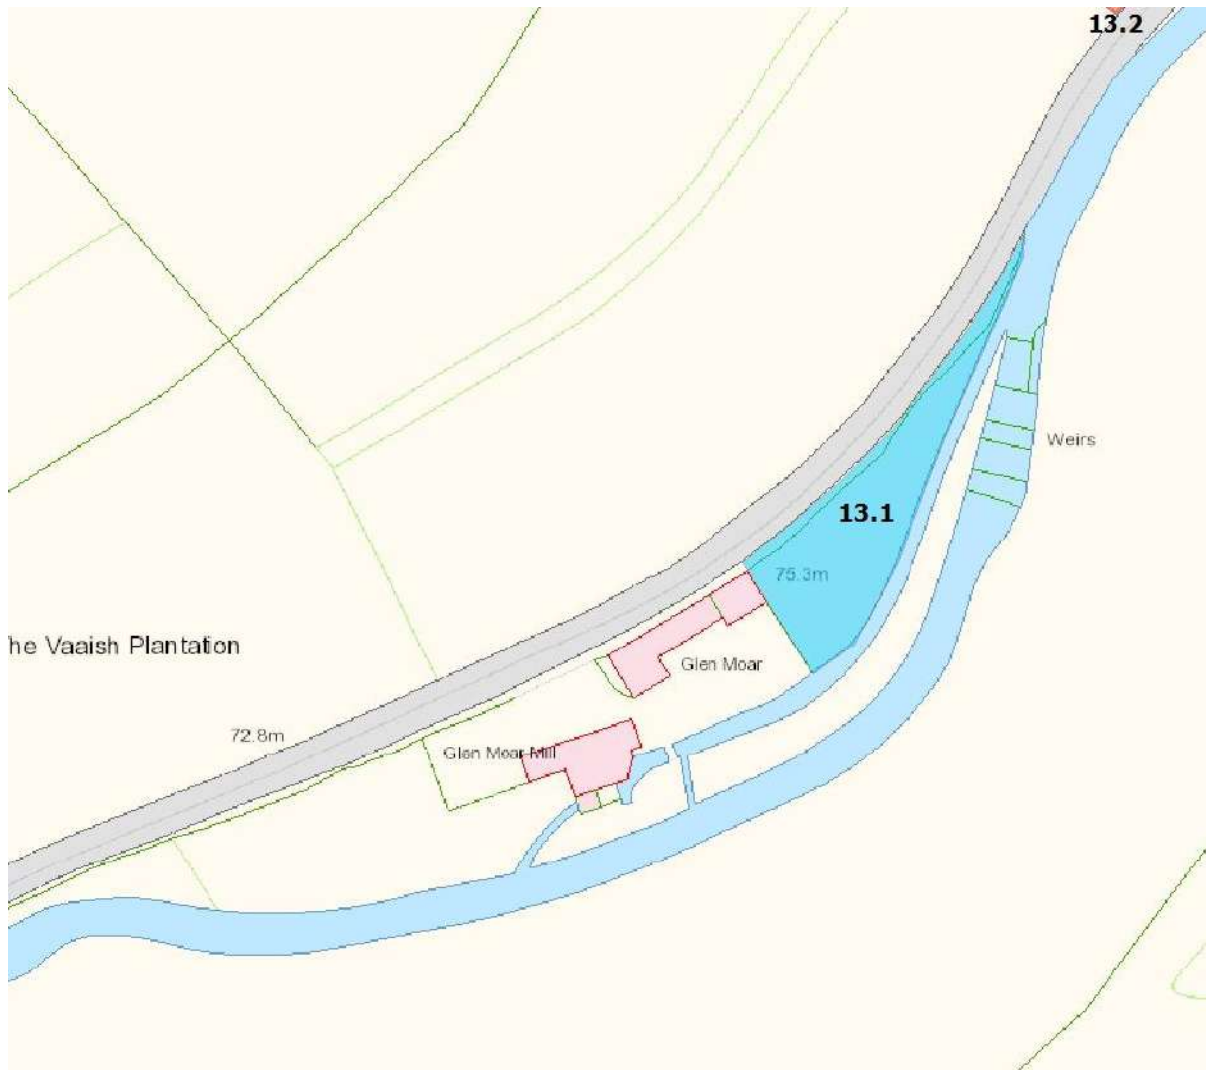 13.2
Weirs
13.1
75.3m
he Vaaish Plantation
Glen Moar
72.8m
Glen Moar Mill